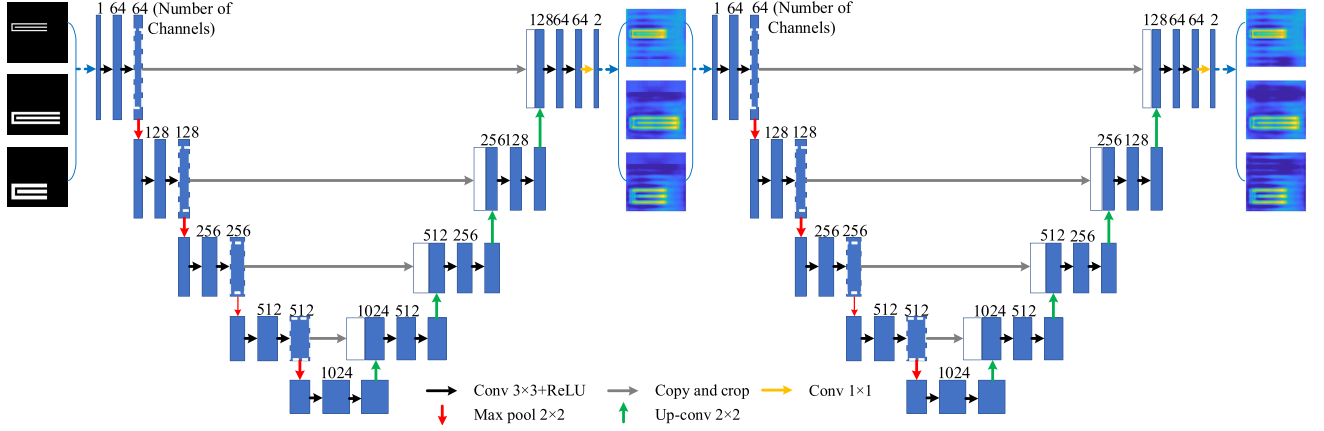 1 64 64 (Number of
Channels)
128 64 64 2
1 64 64 (Number of
Channels)
128 64 64 2
128 128
256 128
128 128
256 128
256 256
512 256
256 256
512 256
512 512
1024 512
512 512
1024 512
1024
1024
Conv 3×3+ReLU
Copy and crop
Conv 1×1
Max pool 2×2
Up-conv 2×2